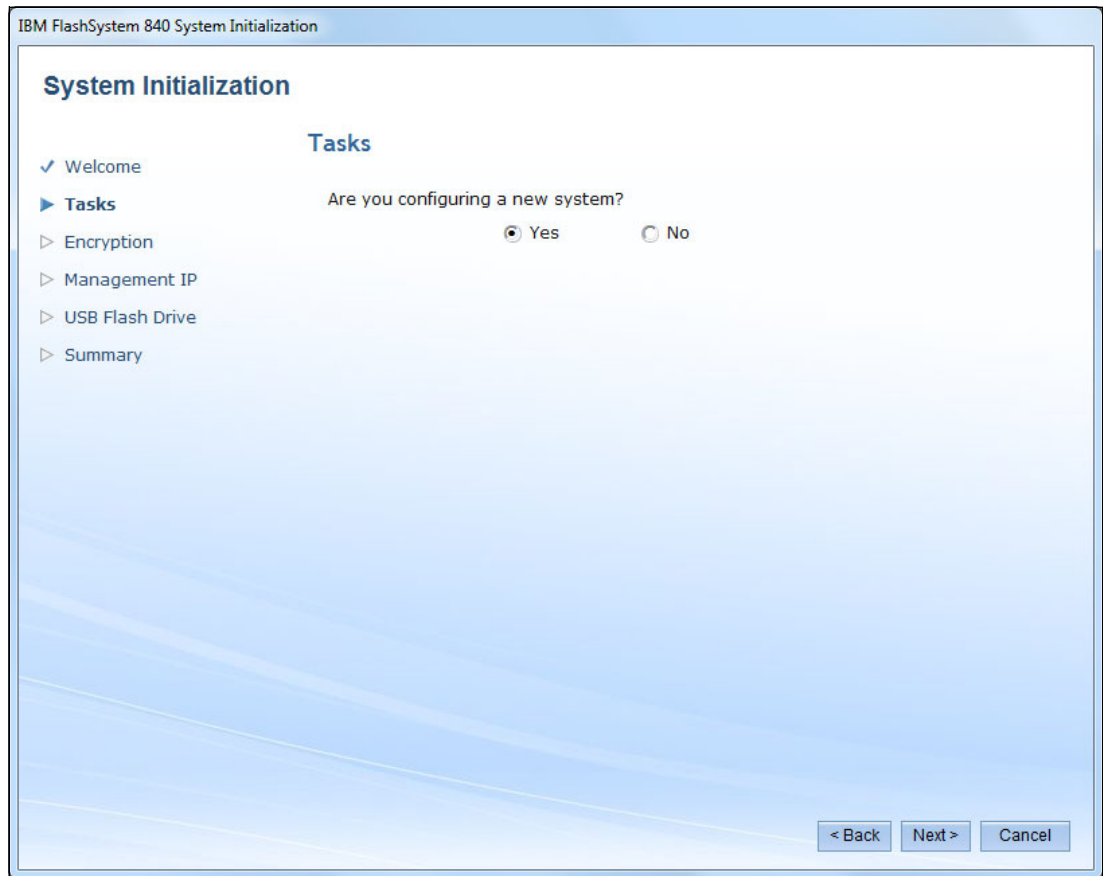 IBM FlashSystem 840 System Initialization
System Initialization
Welcome
Tasks
Encryption
Management IP
USB Flash Drive
Summary
Tasks
Are you configuring a new system?
Yes No
< Back Next > Cancel